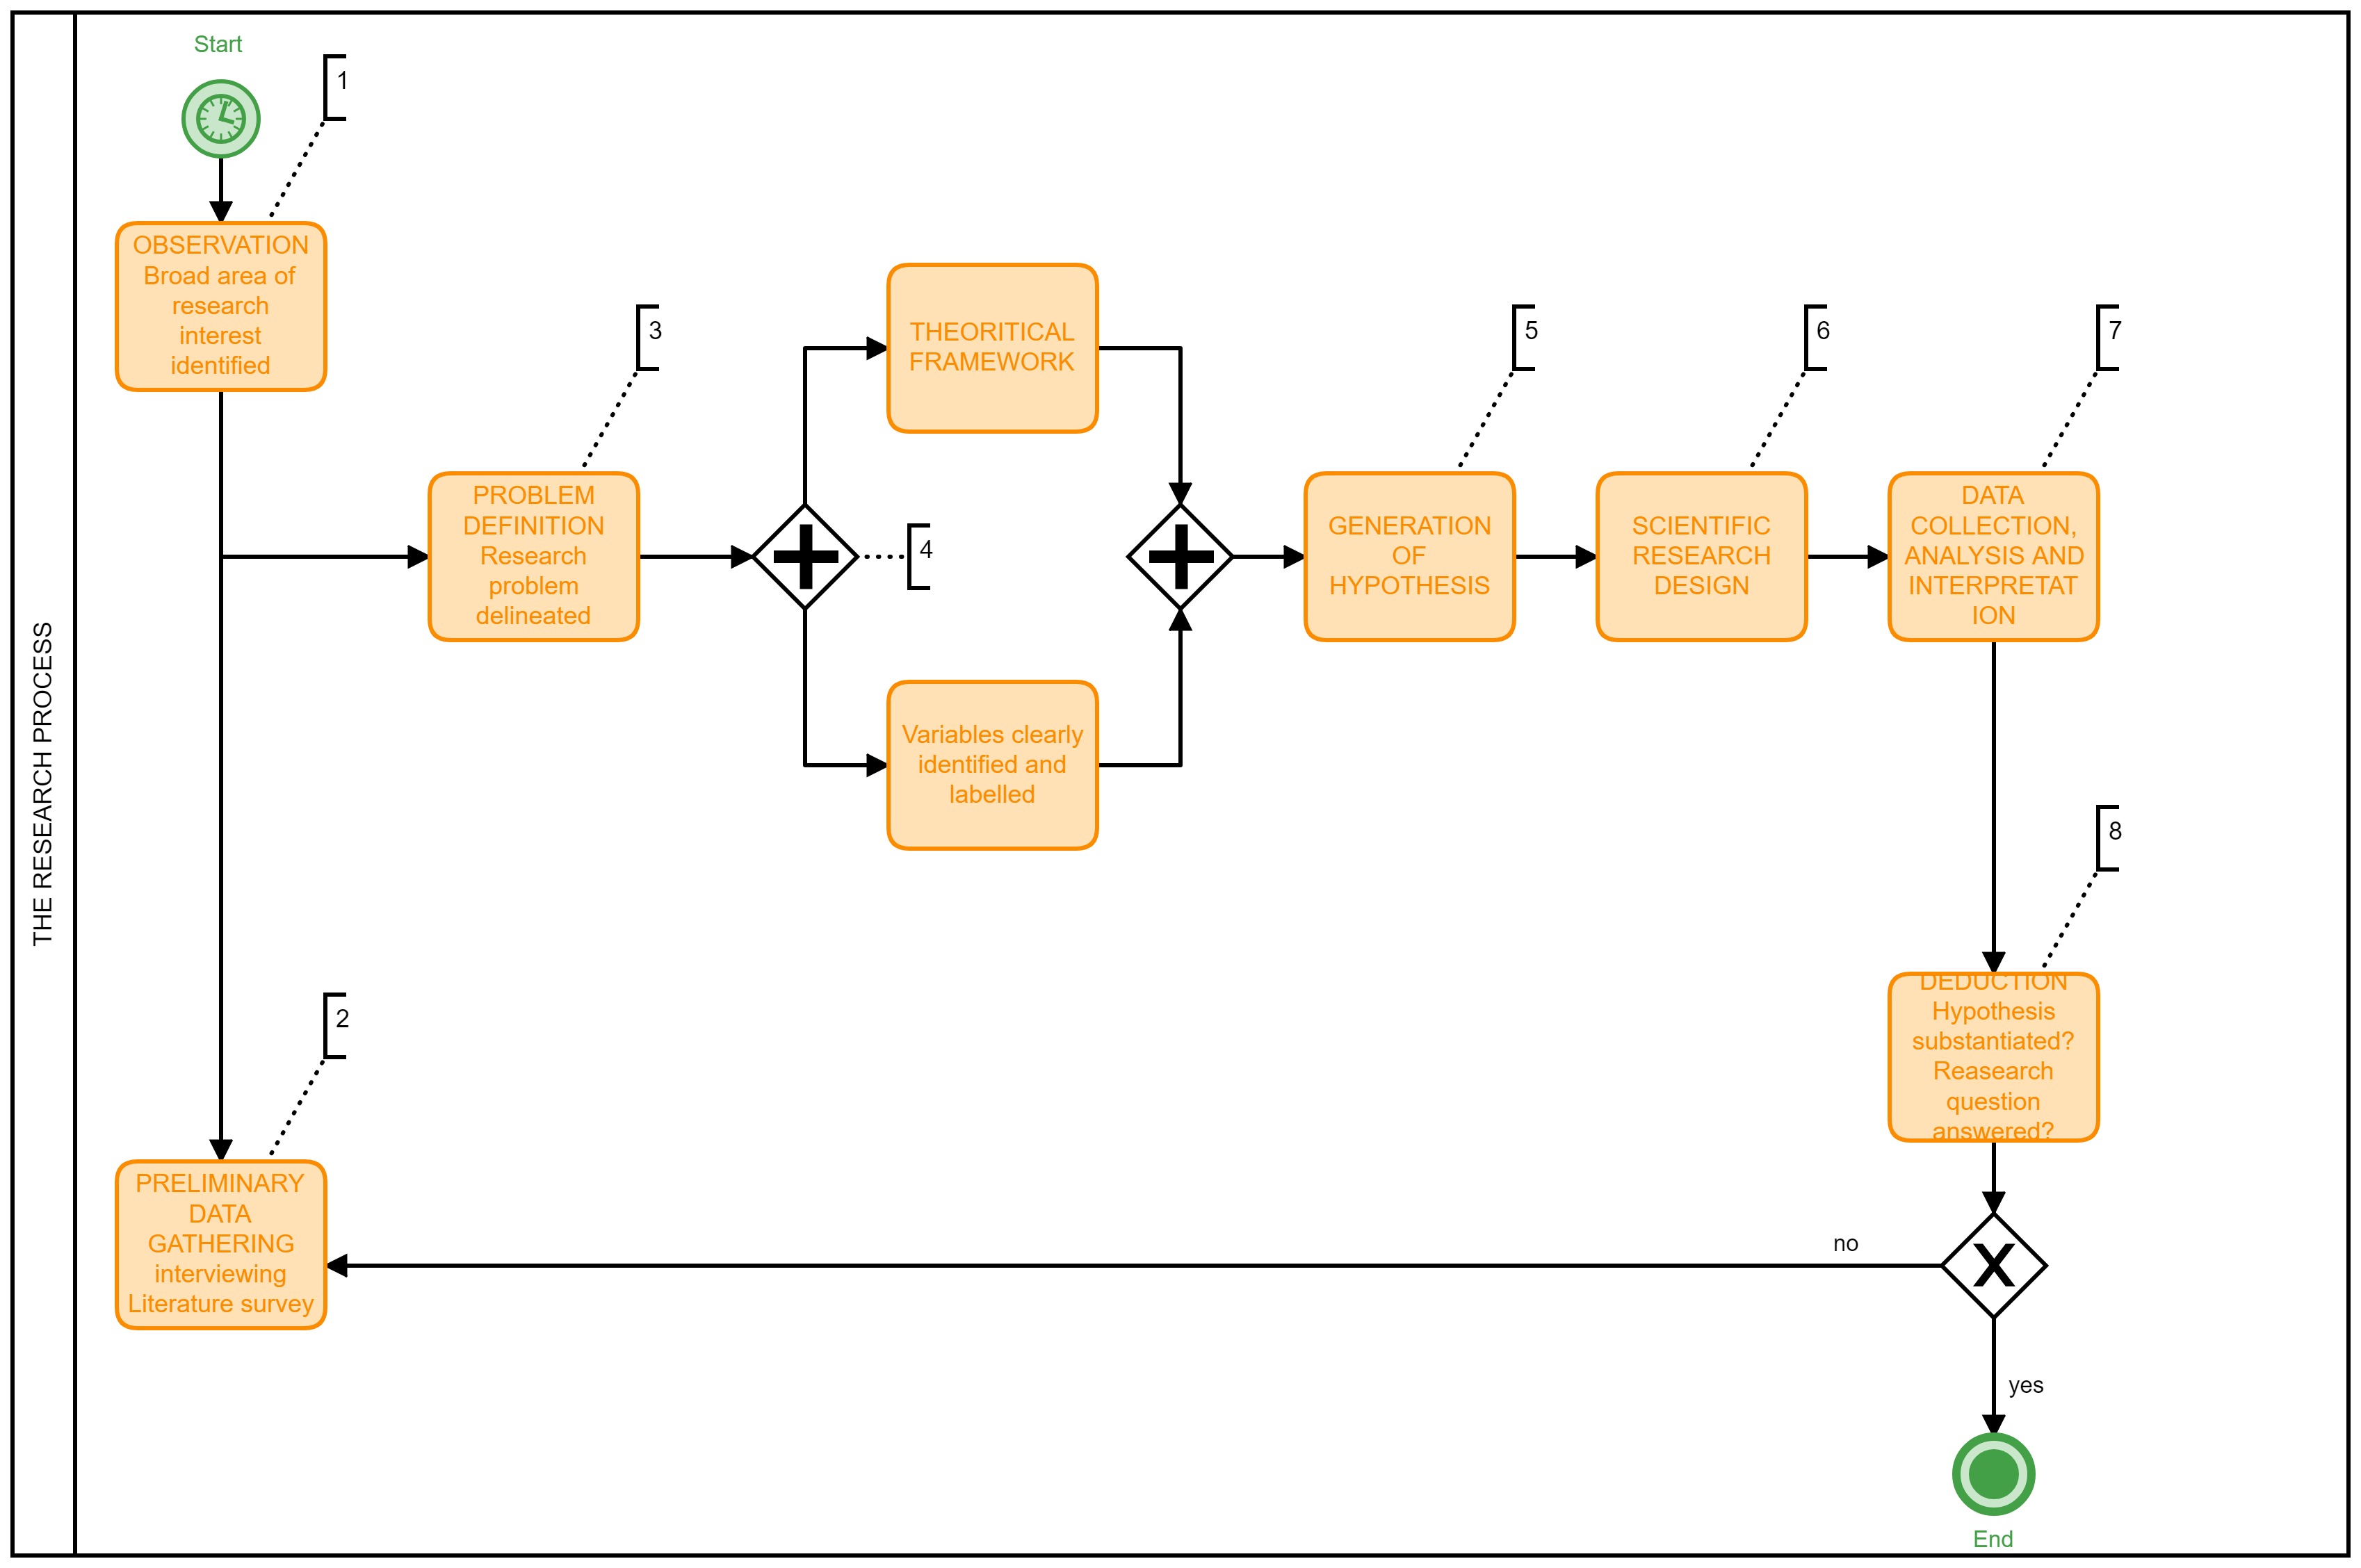 THE RESEARCH PROCESS
Start
1
OBSERVATION
Broad area of
research
interest
identified
3
PROBLEM
DEFINITION
Research
problem
delineated
THEORITICAL
FRAMEWORK
4
Variables clearly
identified and
labelled
5
GENERATION
OF
HYPOTHESIS
6
SCIENTIFIC
RESEARCH
DESIGN
7
DATA
COLLECTION,
ANALYSIS AND
INTERPRETAT
ION
8
DEDUCTION
Hypothesis
substantiated?
Reasearch
question
answered?
2
PRELIMINARY
DATA
GATHERING
interviewing
Literature survey
no
X
yes
End